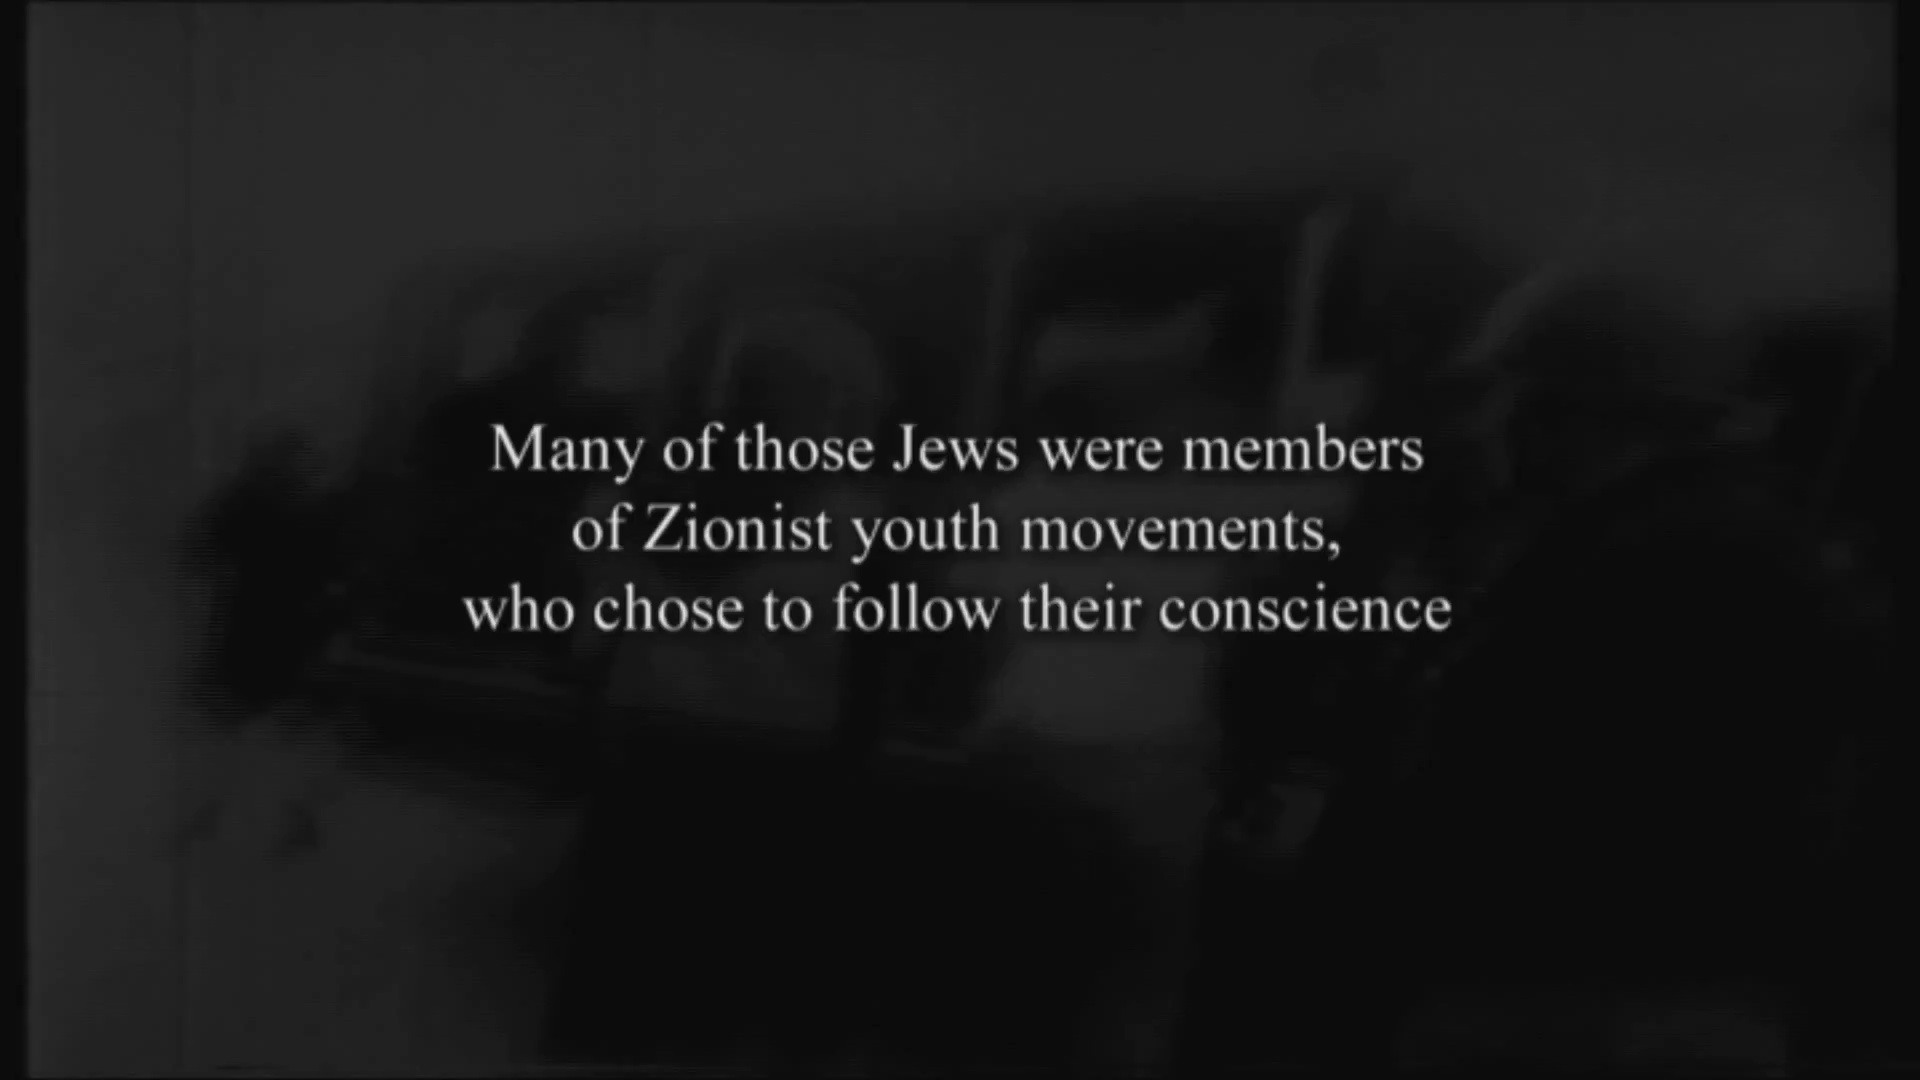 Many of those Jews were members
of Zionist youth movements,
who chose to follow their conscience